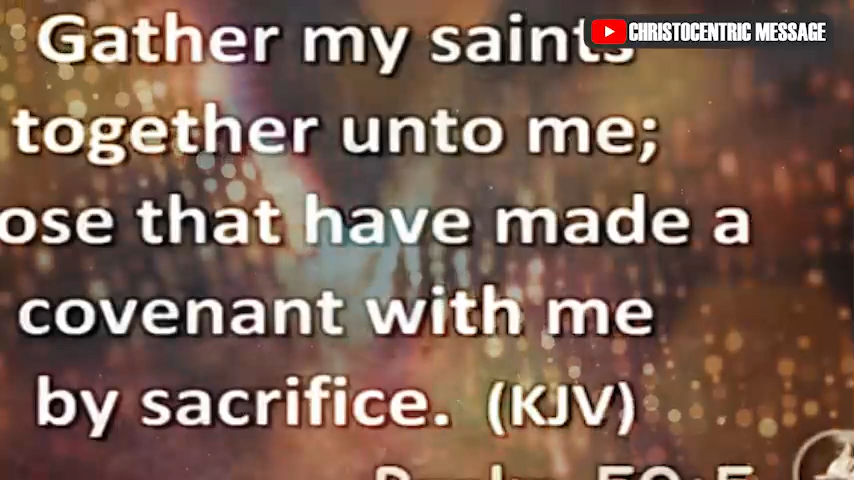 CHRISTOCENTRIC MESSAGE
Gather my saints
together unto me;
ose that have made a
covenant with me
by sacrifice. (KJV)